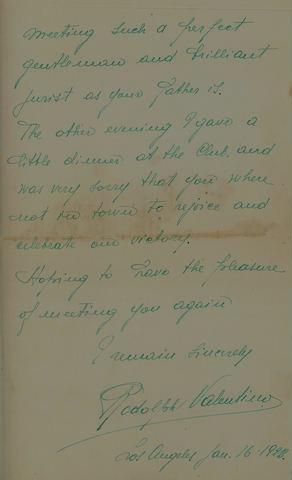 meeting such a perfect
gentleman and brilliant
jurist as your Father is.
The other evening I gave a
little dinner at the Club. and
was very sorry that you where
not in town to rejoice and
celebrate our victory.
Hoping to have the pleasure
of meeting you again
I remain Sincerely
Rodolph Valentino
Los Angeles Jan. 16-